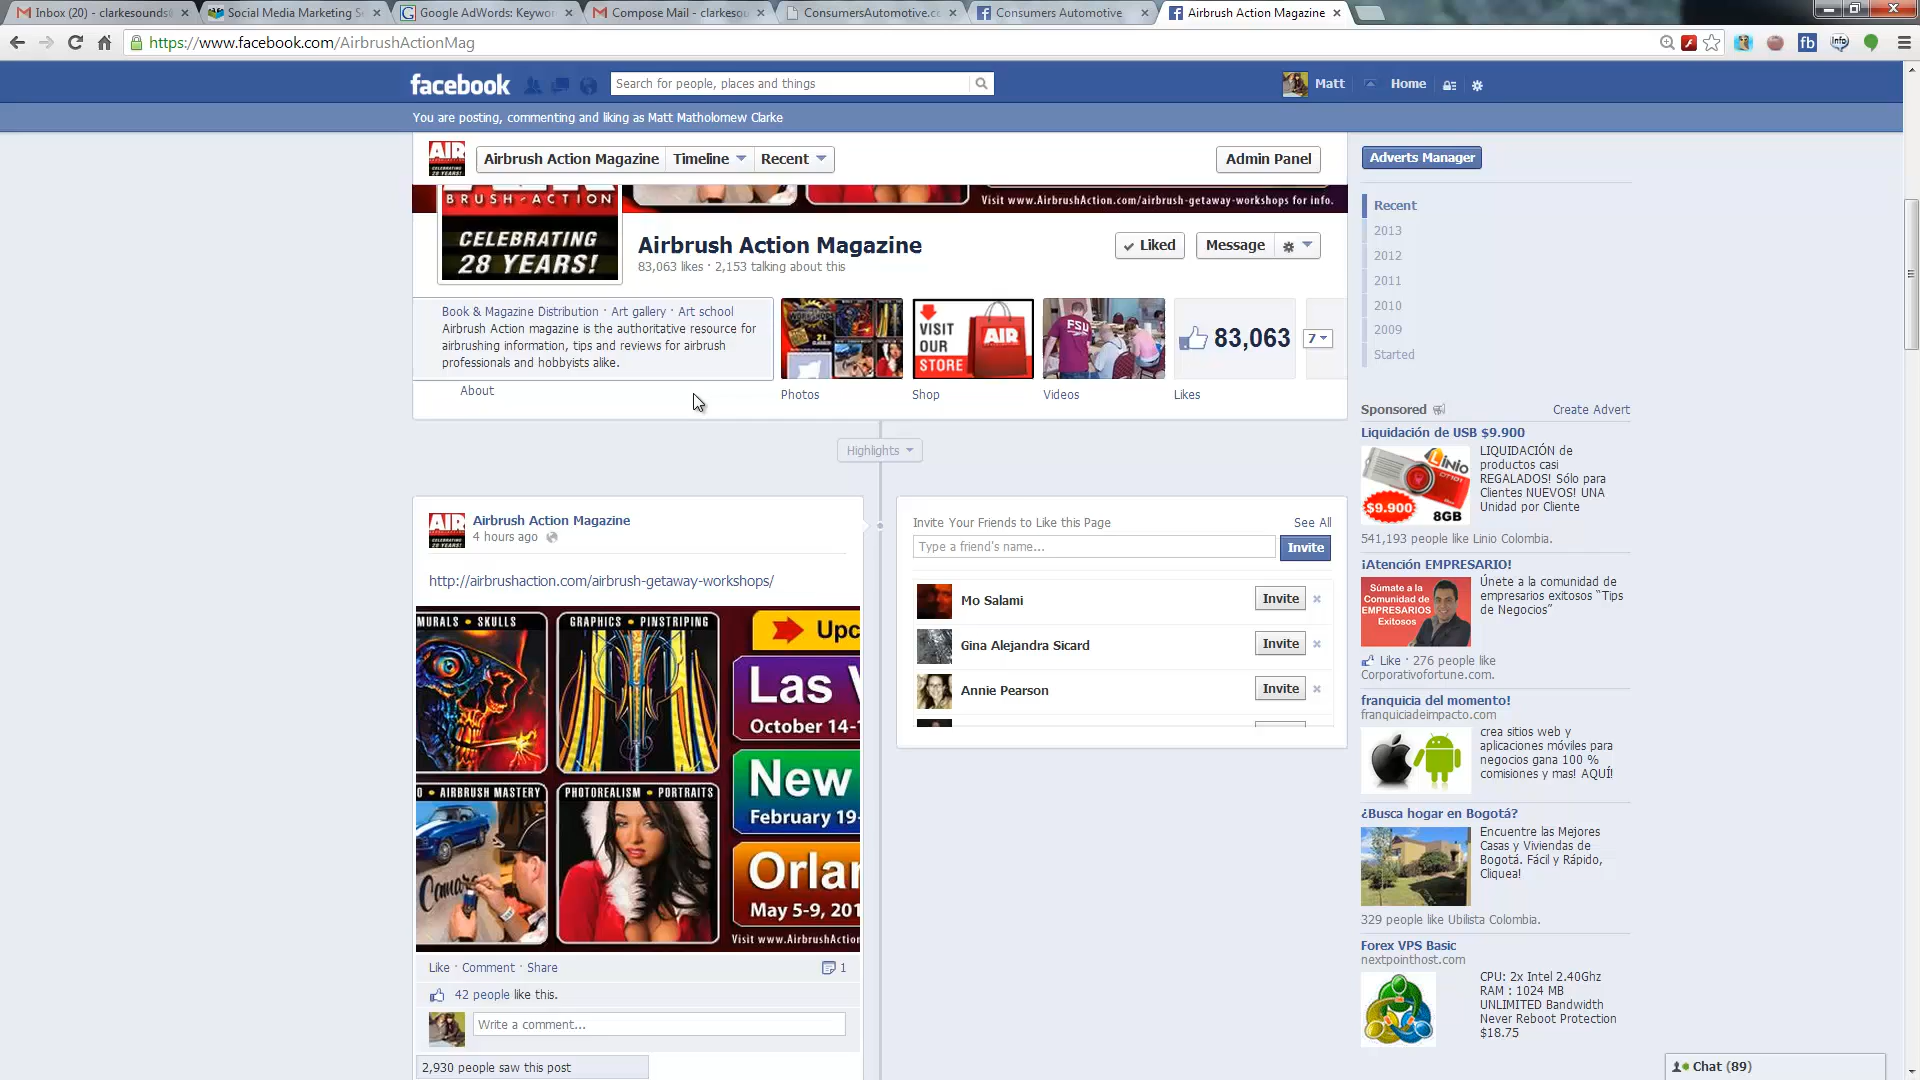 Inbox (20) - clarkesounds
Social Media Marketing S
Google AdWords: Keywor
Compose Mail - clarkesou
ConsumersAutomotive.c
Consumers Automotive
Airbrush Action Magazine
https://www.facebook.com/AirbrushActionMag
facebook
Search for people, places and things
Matt
Home
You are posting, commenting and liking as Matt Matholomew Clarke
AIR
Airbrush Action Magazine
Timeline
Recent
Admin Panel
Adverts Manager
BRUSH ACTION
CELEBRATING
28 YEARS!
Visit www.AirbrushAction.com/airbrush-getaway-workshops for info.
Airbrush Action Magazine
83,063 likes · 2,153 talking about this
Liked
Message
Recent
2013
2012
2011
2010
2009
Started
Book & Magazine Distribution · Art gallery · Art school
Airbrush Action magazine is the authoritative resource for
airbrushing information, tips and reviews for airbrush
professionals and hobbyists alike.
About
Photos
VISIT
OUR
STORE
AIR
Shop
FSU
Videos
83,063
Likes
7
Highlights
AIR
Airbrush Action Magazine
4 hours ago
http://airbrushaction.com/airbrush-getaway-workshops/
MURALS • SKULLS
GRAPHICS • PINSTRIPING
Upc
Las V
October 14-1
New
February 19-
O • AIRBRUSH MASTERY
PHOTOREALISM • PORTRAITS
Camaro
Orlan
May 5-9, 201
Visit www.AirbrushAction
Like · Comment · Share
1
42 people like this.
Write a comment...
2,930 people saw this post
Invite Your Friends to Like this Page
See All
Type a friend's name...
Invite
Mo Salami
Invite
Gina Alejandra Sicard
Invite
Annie Pearson
Invite
Sponsored
Create Advert
Liquidación de USB $9.900
Linio
DT101
$9.900
8GB
LIQUIDACIÓN de
productos casi
REGALADOS! Sólo para
Clientes NUEVOS! UNA
Unidad por Cliente
541,193 people like Linio Colombia.
¡Atención EMPRESARIO!
Súmate a la
Comunidad de
EMPRESARIOS
Exitosos
Únete a la comunidad de
empresarios exitosos “Tips
de Negocios”
Like · 276 people like
Corporativofortune.com.
franquicia del momento!
franquiciadeimpacto.com
crea sitios web y
aplicaciones móviles para
negocios gana 100 %
comisiones y mas! AQUÍ!
¿Busca hogar en Bogotá?
Encuentre las Mejores
Casas y Viviendas de
Bogotá. Fácil y Rápido,
Cliquea!
329 people like Ubilista Colombia.
Forex VPS Basic
nextpointhost.com
CPU: 2x Intel 2.40Ghz
RAM : 1024 MB
UNLIMITED Bandwidth
Never Reboot Protection
$18.75
Chat (89)